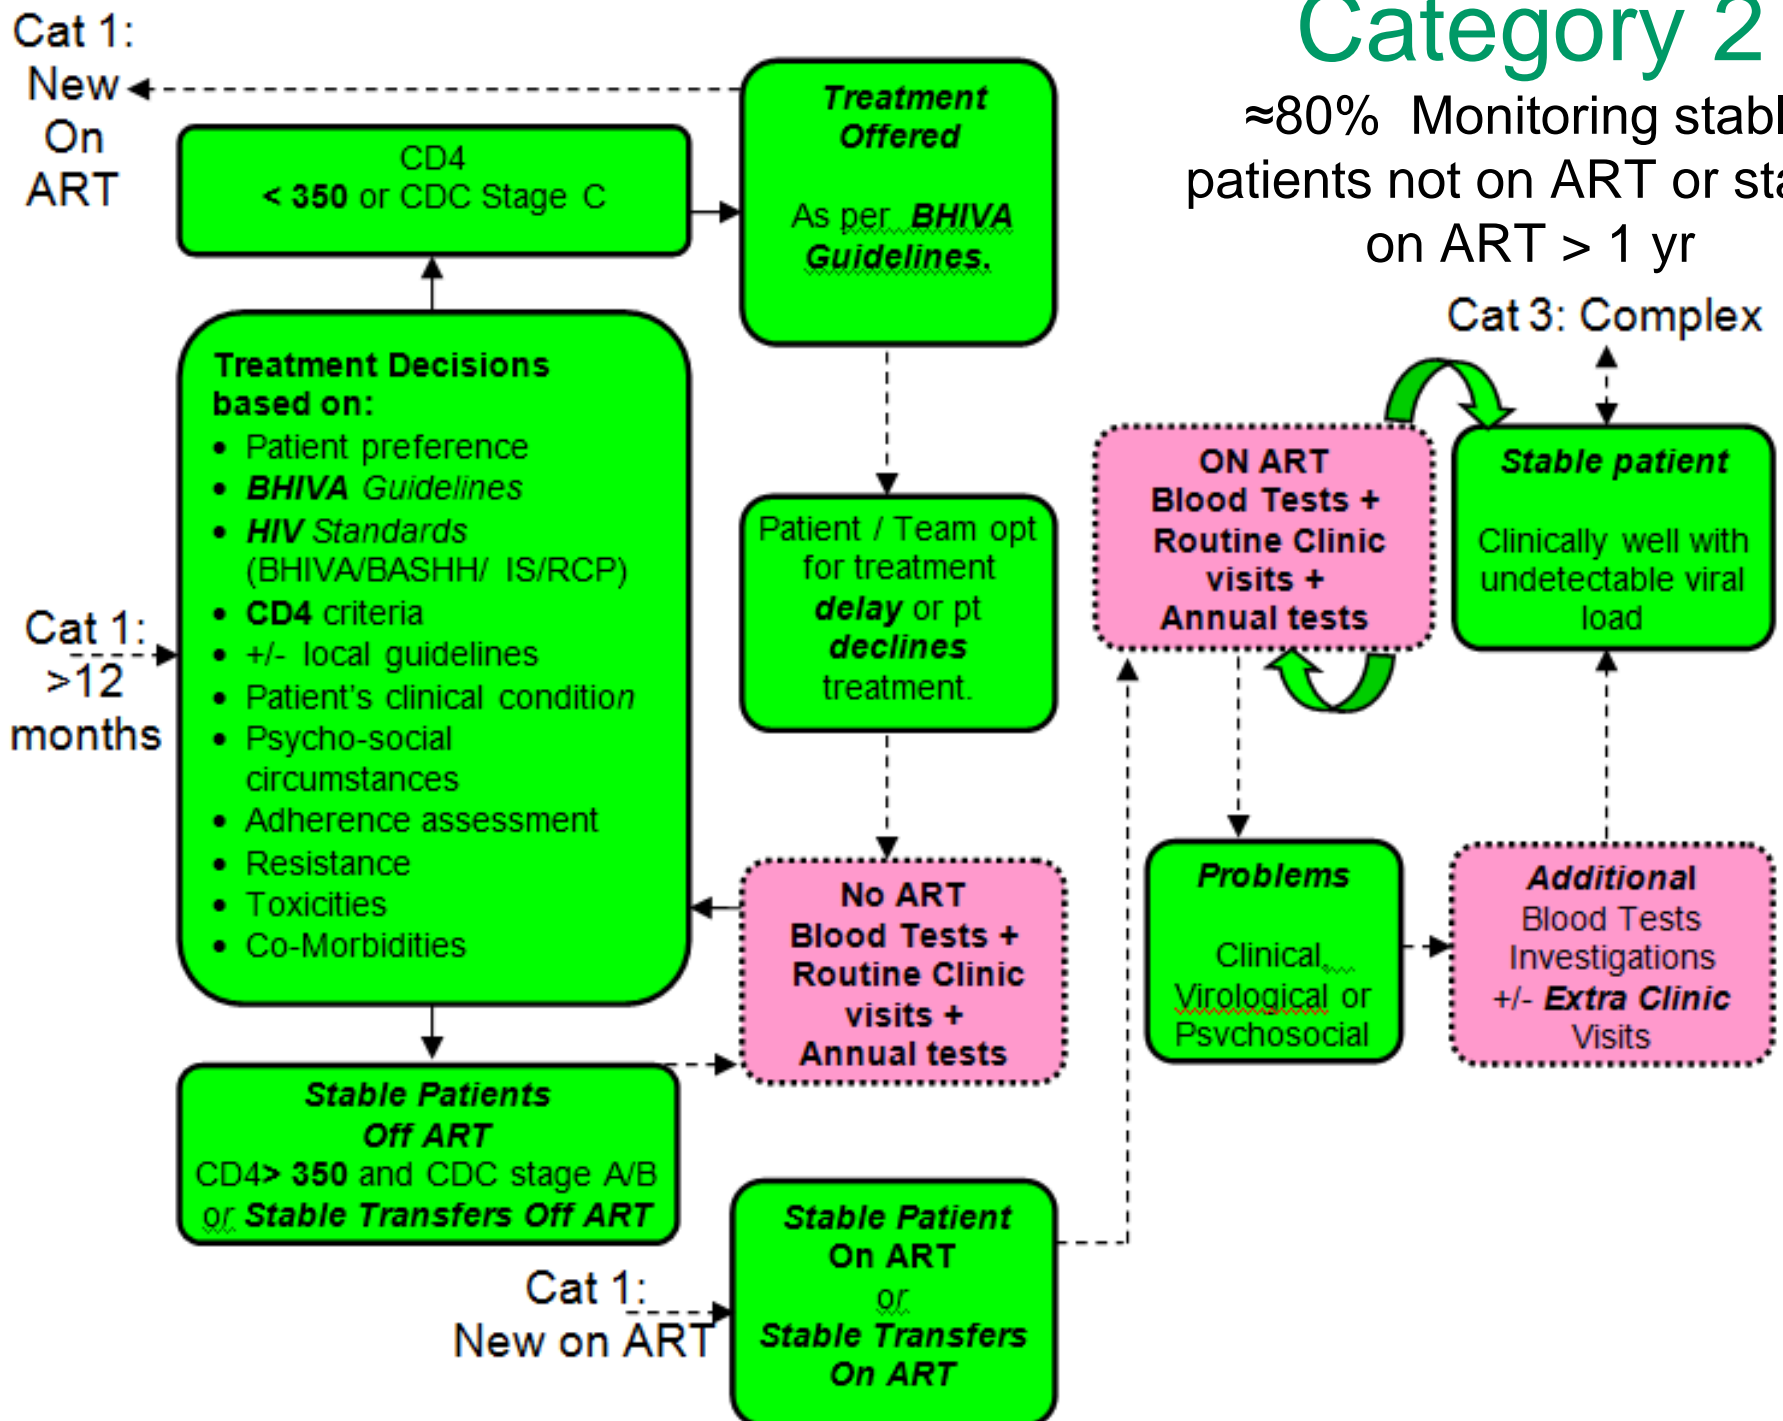 Category 2
≈80% Monitoring stabl
patients not on ART or sta
on ART > 1 yr
Cat 1:
New
On
ART
CD4
< 350 or CDC Stage C
Treatment
Offered
As per BHIVA
Guidelines.
Treatment Decisions
based on:
• Patient preference
• BHIVA Guidelines
• HIV Standards
(BHIVA/BASHH/ IS/RCP)
• CD4 criteria
• +/- local guidelines
• Patient's clinical condition
• Psycho-social
circumstances
• Adherence assessment
• Resistance
• Toxicities
• Co-Morbidities
Cat 1:
>12
months
Patient / Team opt
for treatment
delay or pt
declines
treatment.
No ART
Blood Tests +
Routine Clinic
visits +
Annual tests
Stable Patients
Off ART
CD4> 350 and CDC stage A/B
or Stable Transfers Off ART
Cat 1:
New on ART
Stable Patient
On ART
or
Stable Transfers
On ART
Cat 3: Complex
ON ART
Blood Tests +
Routine Clinic
visits +
Annual tests
Stable patient
Clinically well with
undetectable viral
load
Problems
Clinical,
Virological or
Psychosocial
Additional
Blood Tests
Investigations
+/- Extra Clinic
Visits